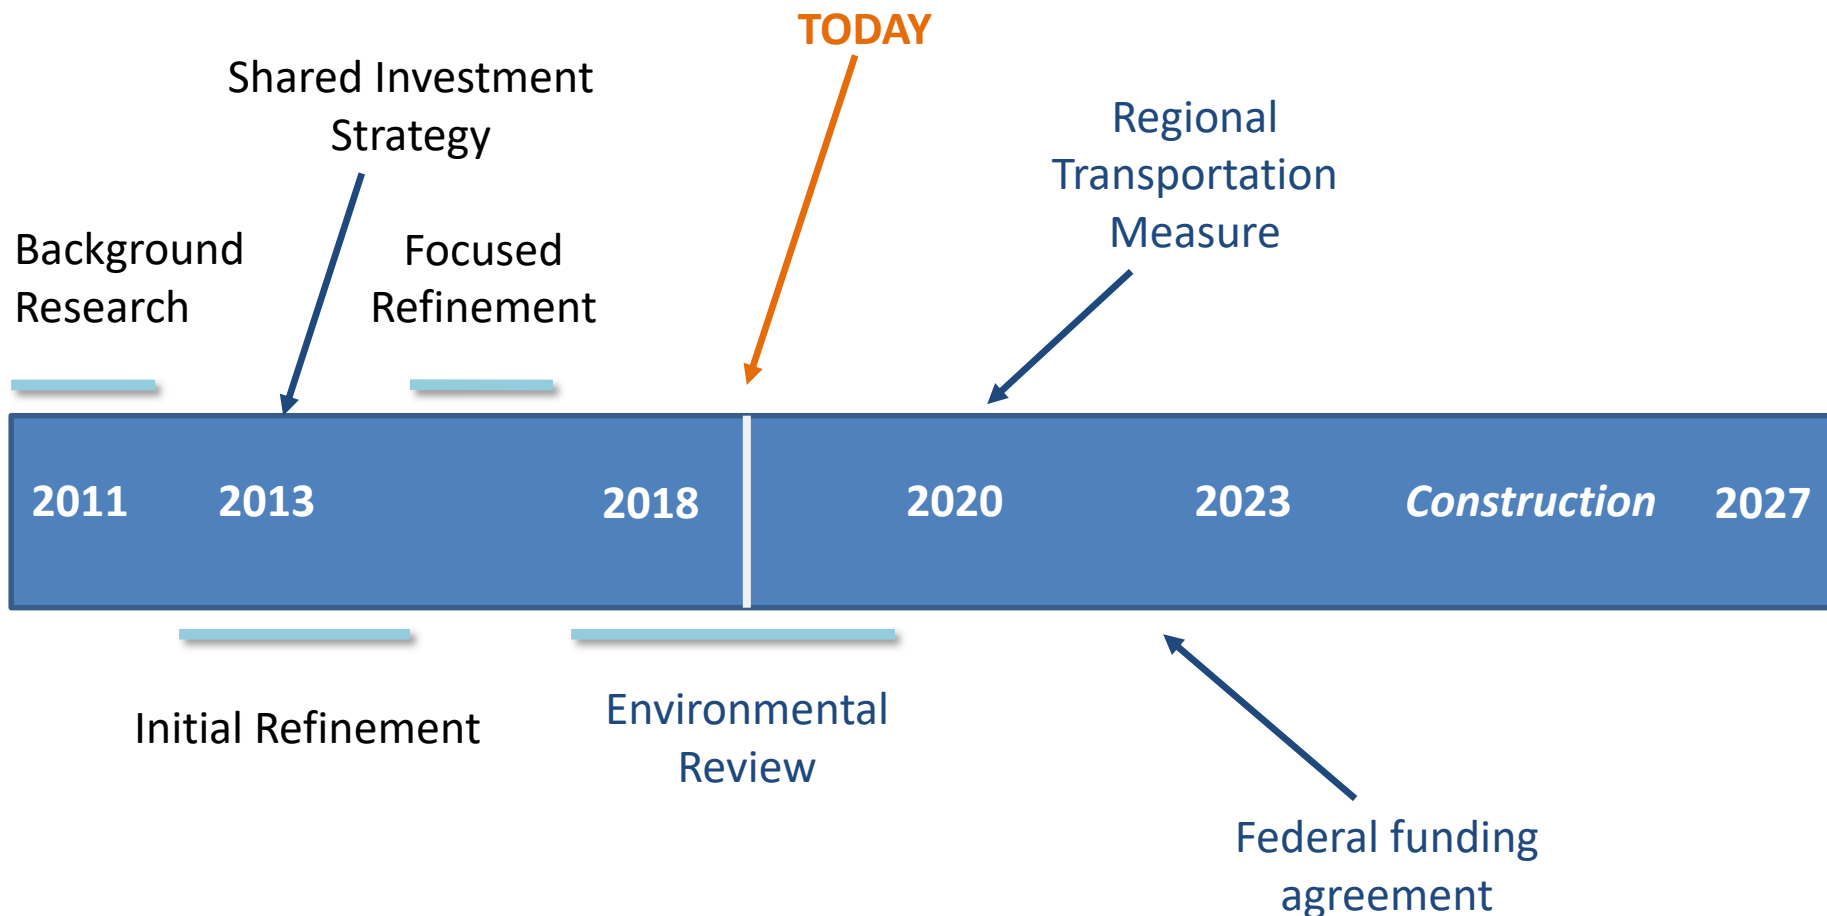 TODAY
Shared Investment
Strategy
Regional
Transportation
Measure
Background
Research
Focused
Refinement
2011 2013 2018 2020 2023 Construction 2027
Initial Refinement
Environmental
Review
Federal funding
agreement